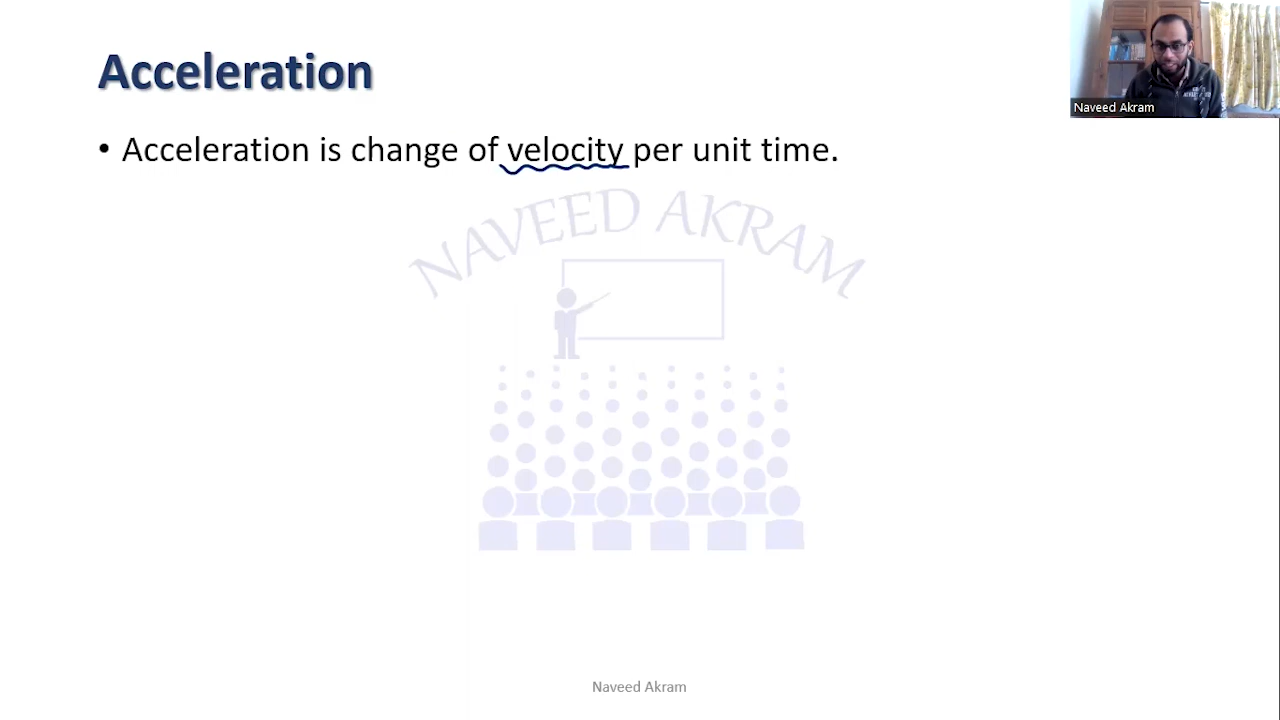 Acceleration
Naveed Akram
• Acceleration is change of velocity per unit time.
NAVEED AKRAM
Naveed Akram